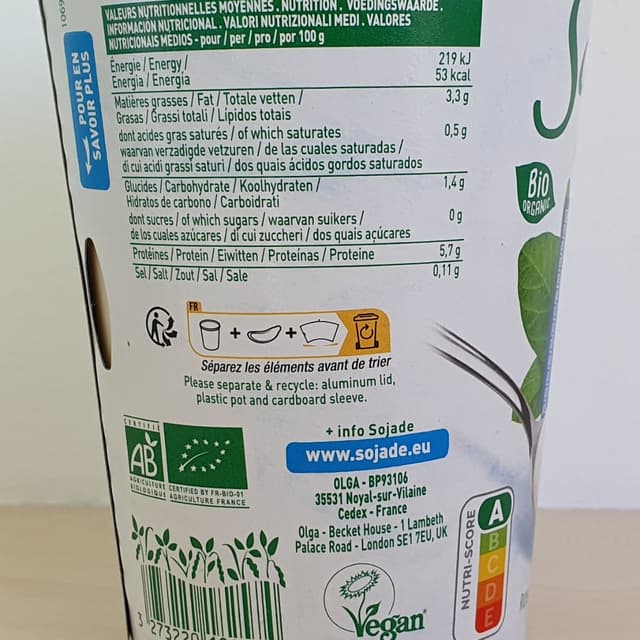 VALEURS NUTRITIONNELLES MOYENNES . NUTRITION . VOEDINGSWAARDE .
INFORMACION NUTRICIONAL . VALORI NUTRIZIONALI MEDI . VALORES
NUTRICIONAIS MEDIOS - pour / per / pro / por 100 g
Énergie / Energy / 219 kJ
Energía / Energia 53 kcal
Matières grasses / Fat / Totale vetten / 3,3 g
Grasas / Grassi totali / Lípidos totais
dont acides gras saturés / of which saturates 0,5 g
waarvan verzadigde vetzuren / de las cuales saturadas /
di cui acidi grassi saturi / dos quais ácidos gordos saturados
Glucides / Carbohydrate / Koolhydraten / 1,4 g
Hidratos de carbono / Carboidrati
dont sucres / of which sugars / waarvan suikers / 0 g
de los cuales azúcares / di cui zuccheri / dos quais açúcares
Protéines / Protein / Eiwitten / Proteínas / Proteine 5,7 g
Sel / Salt / Zout / Sal / Sale 0,11 g
POUR EN
SAVOIR PLUS
Bio
ORGANIC
FR
+ +
Séparez les éléments avant de trier
Please separate & recycle: aluminum lid,
plastic pot and cardboard sleeve.
CERTIFIÉ
AB
AGRICULTURE
BIOLOGIQUE
CERTIFIED BY FR-BIO-01
AGRICULTURE FRANCE
+ info Sojade
www.sojade.eu
OLGA - BP93106
35531 Noyal-sur-Vilaine
Cedex - France
Olga - Becket House - 1 Lambeth
Palace Road - London SE1 7EU, UK
NUTRI-SCORE
A
B
C
D
E
Vegan
3 273220